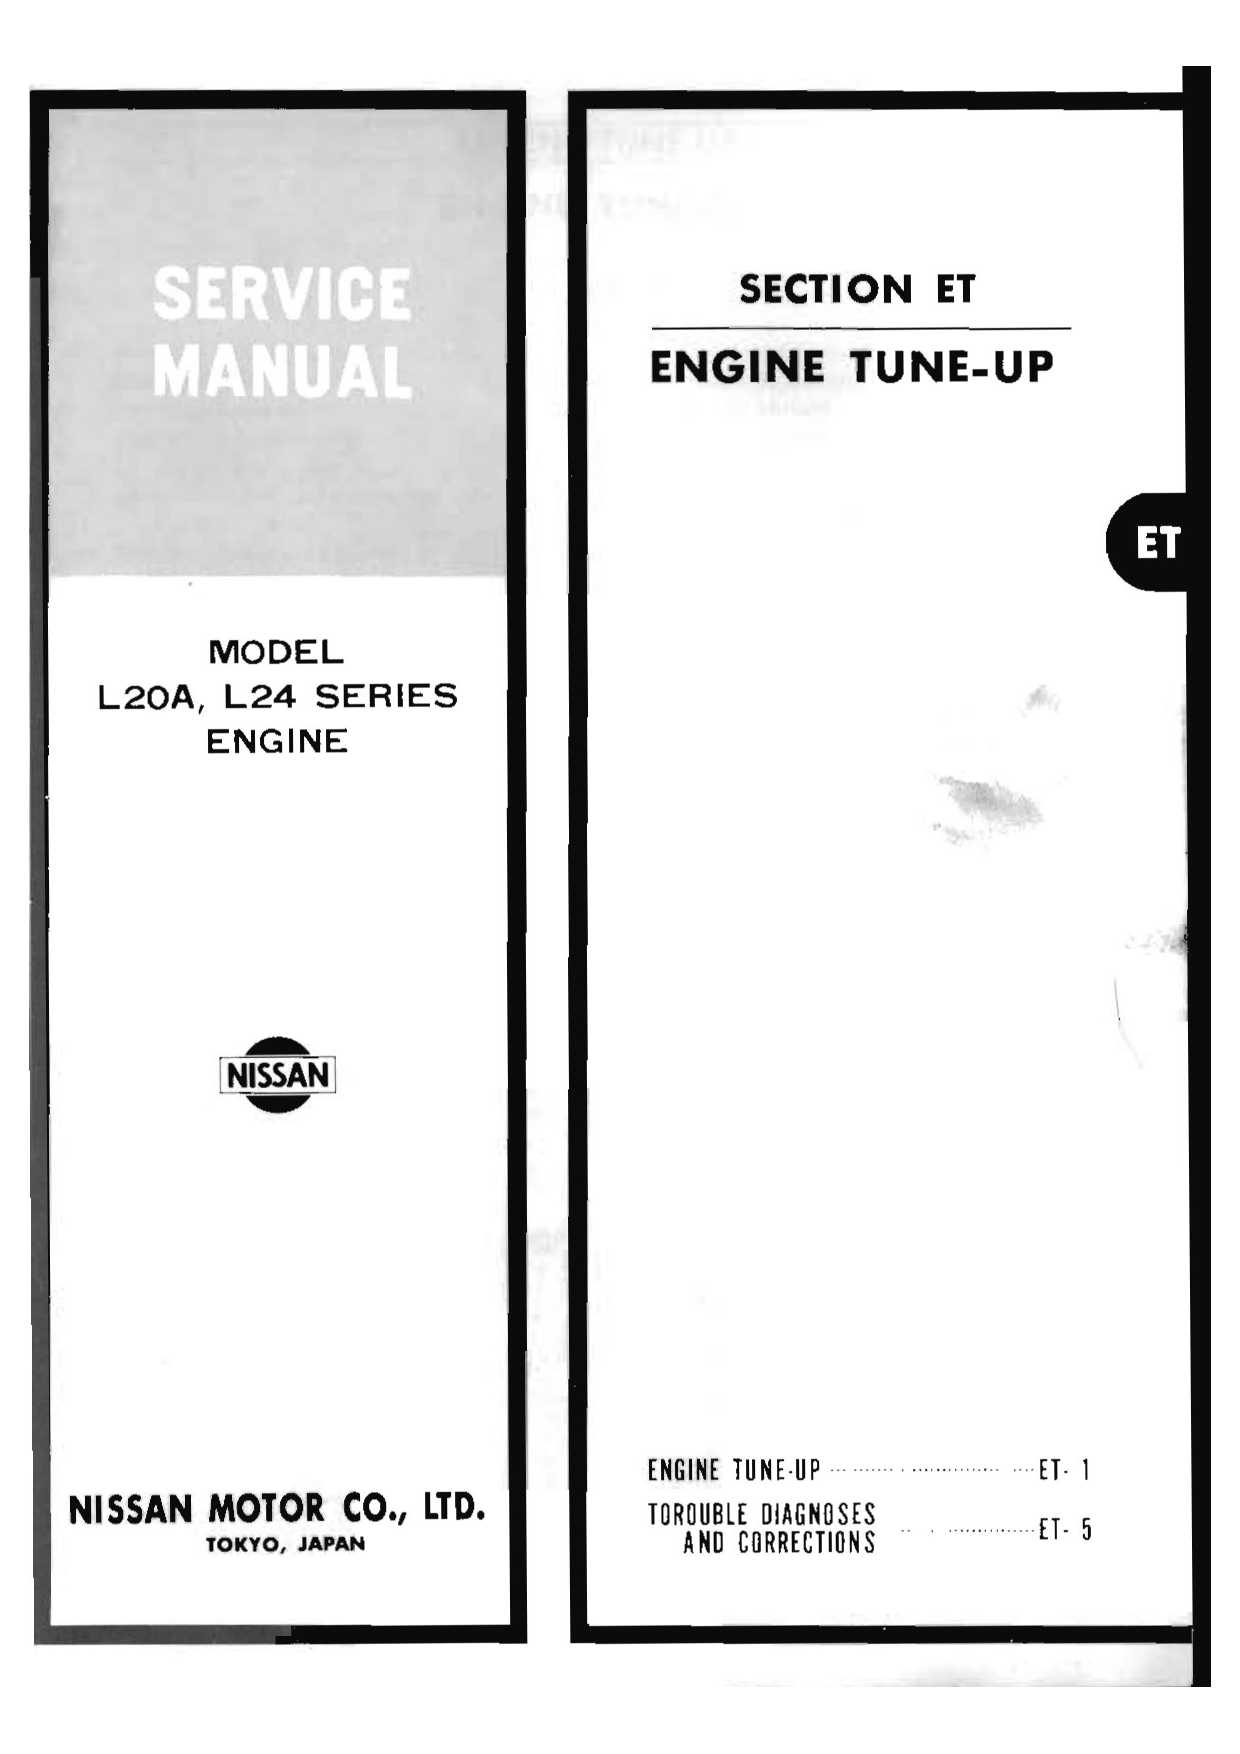 SERVICE
MANUAL
MODEL
L20A, L24 SERIES
ENGINE
NISSAN
NISSAN MOTOR CO., LTD.
TOKYO, JAPAN
SECTION ET
ENGINE TUNE-UP
ET
ENGINE TUNE-UP ET- 1
TOROUBLE DIAGNOSES
AND CORRECTIONS ET- 5